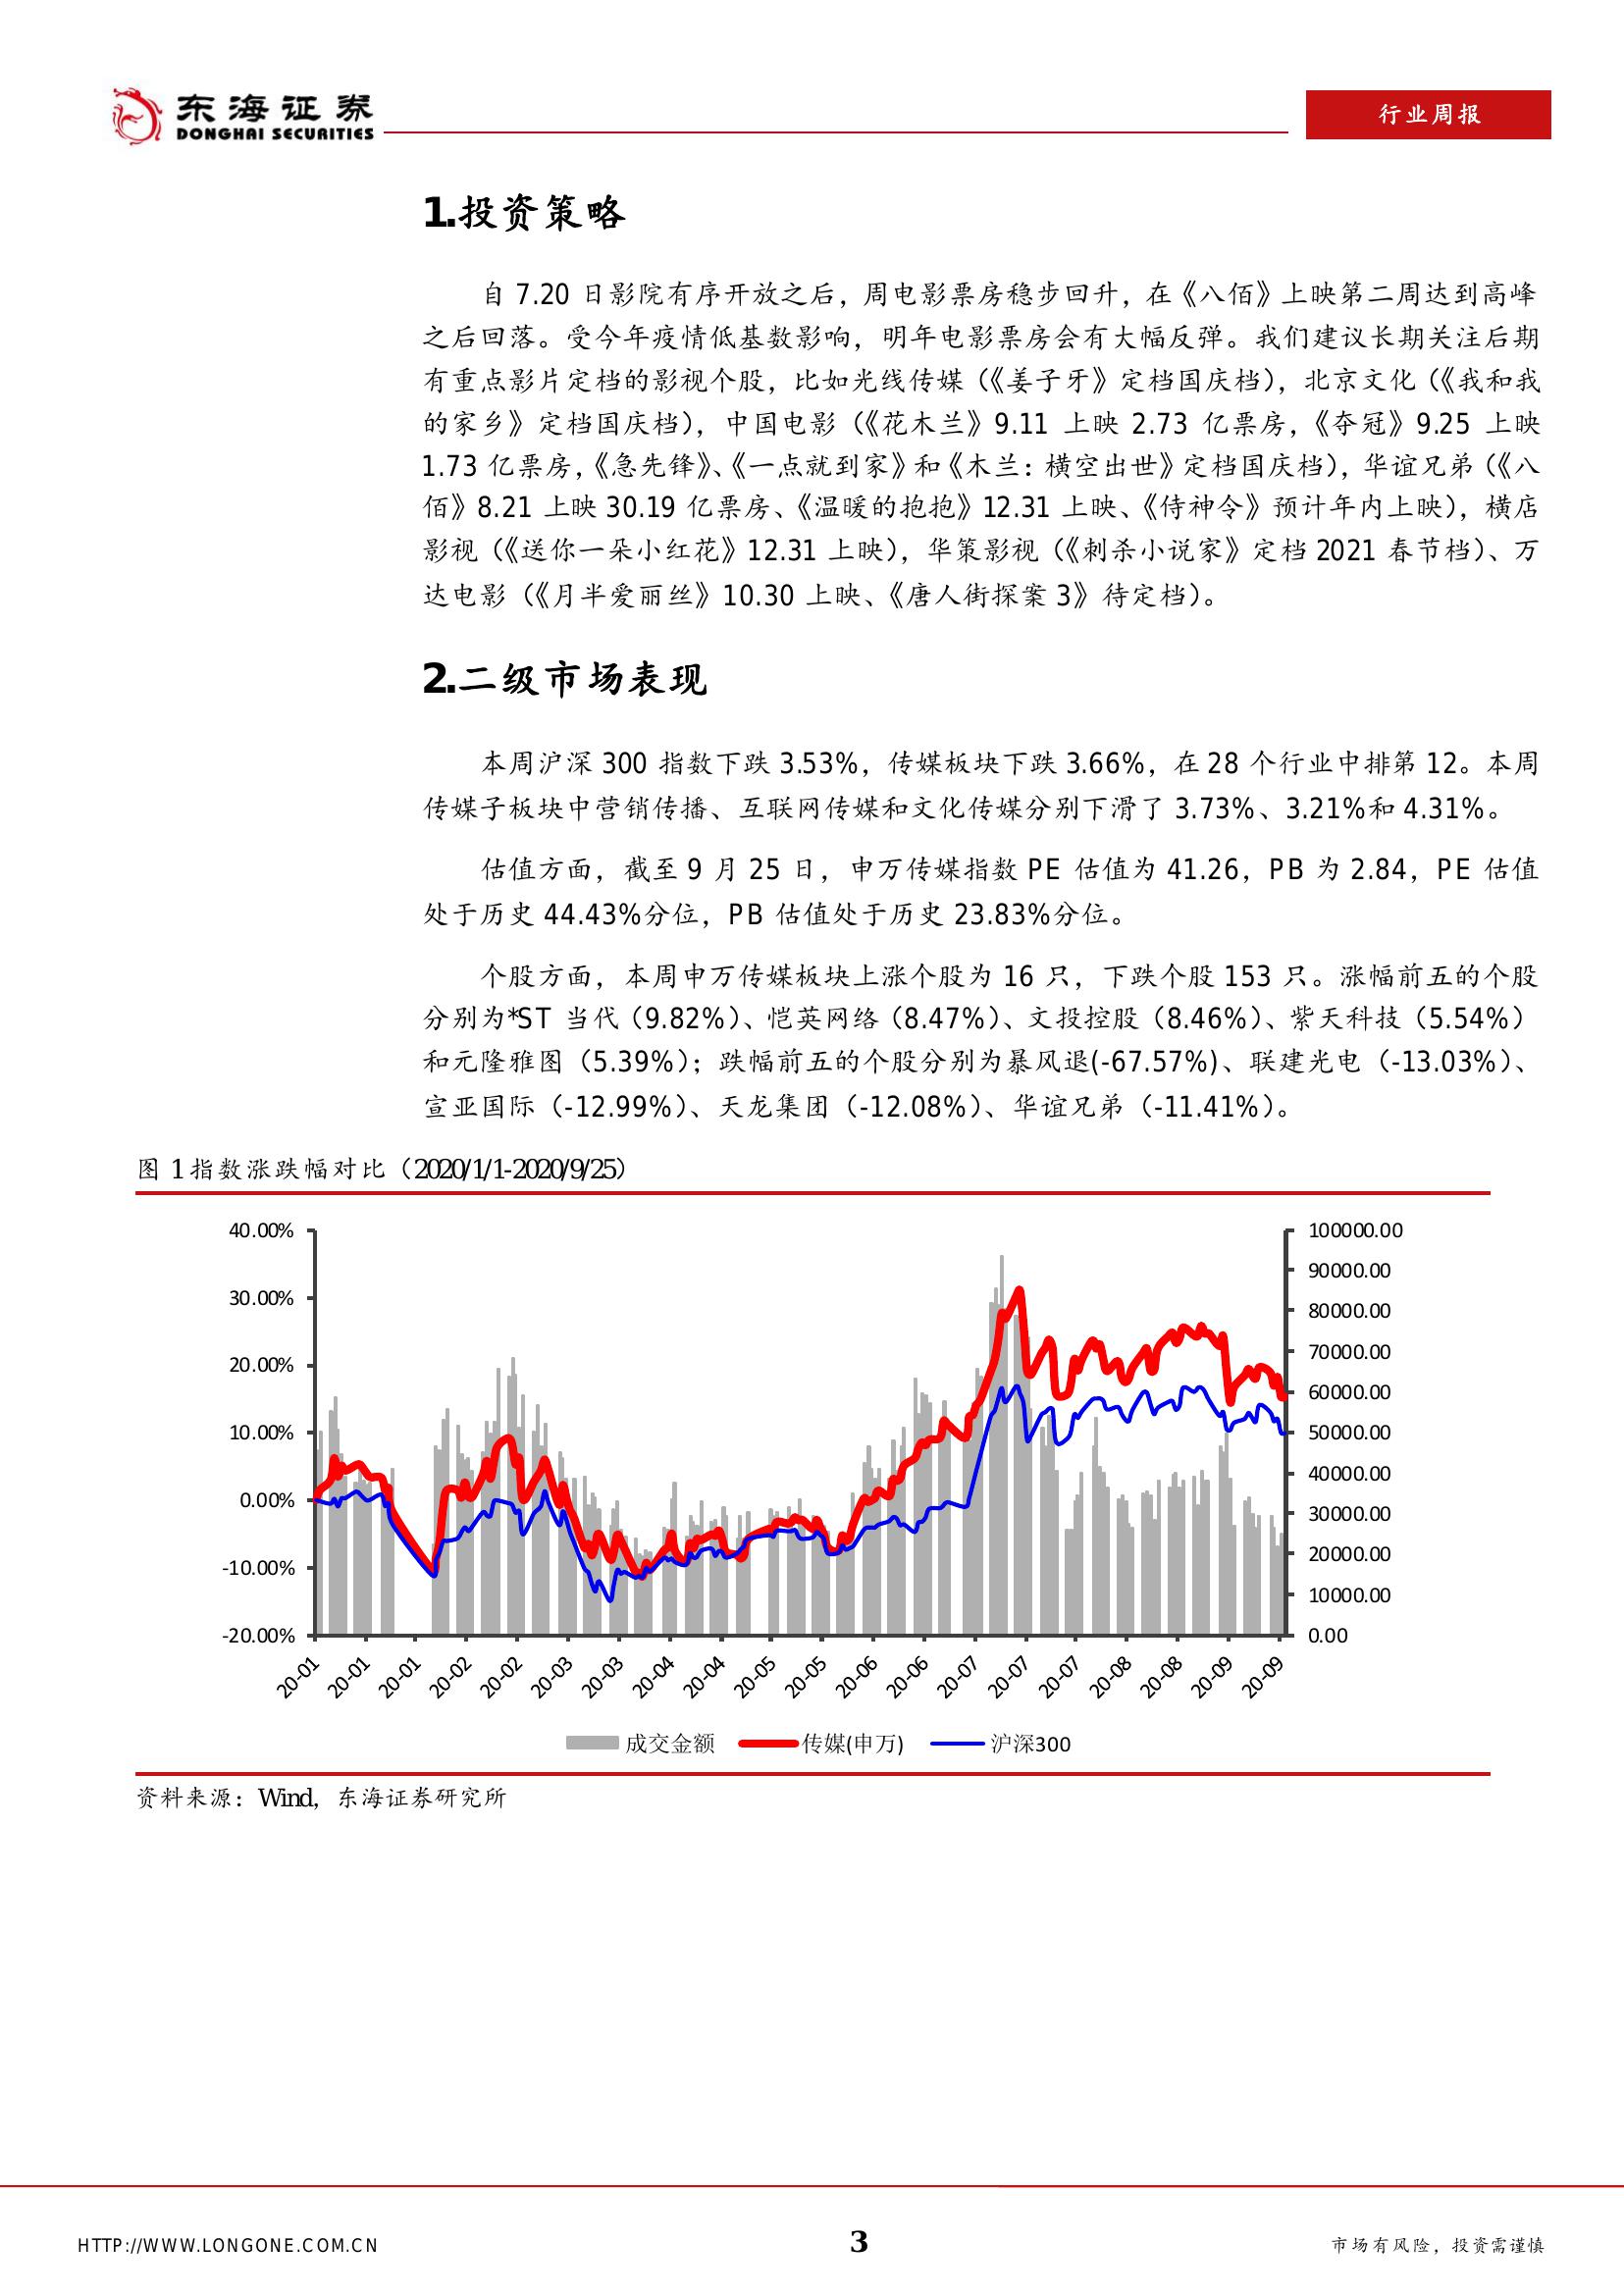 东海证券
DONGHAI SECURITIES
行业周报
1.投资策略
自 7.20 日影院有序开放之后，周电影票房稳步回升，在《八佰》上映第二周达到高峰
之后回落。受今年疫情低基数影响，明年电影票房会有大幅反弹。我们建议长期关注后期
有重点影片定档的影视个股，比如光线传媒（《姜子牙》定档国庆档），北京文化（《我和我
的家乡》定档国庆档），中国电影（《花木兰》9.11 上映 2.73 亿票房，《夺冠》9.25 上映
1.73 亿票房，《急先锋》、《一点就到家》和《木兰：横空出世》定档国庆档），华谊兄弟（《八
佰》8.21 上映 30.19 亿票房、《温暖的抱抱》12.31 上映、《侍神令》预计年内上映），横店
影视（《送你一朵小红花》12.31 上映），华策影视（《刺杀小说家》定档 2021 春节档）、万
达电影（《月半爱丽丝》10.30 上映、《唐人街探案 3》待定档）。
2.二级市场表现
本周沪深 300 指数下跌 3.53%，传媒板块下跌 3.66%，在 28 个行业中排第 12。本周
传媒子板块中营销传播、互联网传媒和文化传媒分别下滑了 3.73%、3.21%和 4.31%。
估值方面，截至 9 月 25 日，申万传媒指数 PE 估值为 41.26，PB 为 2.84，PE 估值
处于历史 44.43%分位，PB 估值处于历史 23.83%分位。
个股方面，本周申万传媒板块上涨个股为 16 只，下跌个股 153 只。涨幅前五的个股
分别为*ST 当代（9.82%）、恺英网络（8.47%）、文投控股（8.46%）、紫天科技（5.54%）
和元隆雅图（5.39%）；跌幅前五的个股分别为暴风退(-67.57%)、联建光电（-13.03%）、
宣亚国际（-12.99%）、天龙集团（-12.08%）、华谊兄弟（-11.41%）。
图 1 指数涨跌幅对比（2020/1/1-2020/9/25）
40.00%
30.00%
20.00%
10.00%
0.00%
-10.00%
-20.00%
100000.00
90000.00
80000.00
70000.00
60000.00
50000.00
40000.00
30000.00
20000.00
10000.00
0.00
20-01 20-01 20-01 20-02 20-02 20-03 20-03 20-04 20-04 20-05 20-05 20-06 20-06 20-07 20-07 20-07 20-08 20-08 20-09 20-09
成交金额 传媒(申万) 沪深300
资料来源：Wind，东海证券研究所
HTTP://WWW.LONGONE.COM.CN
3
市场有风险，投资需谨慎